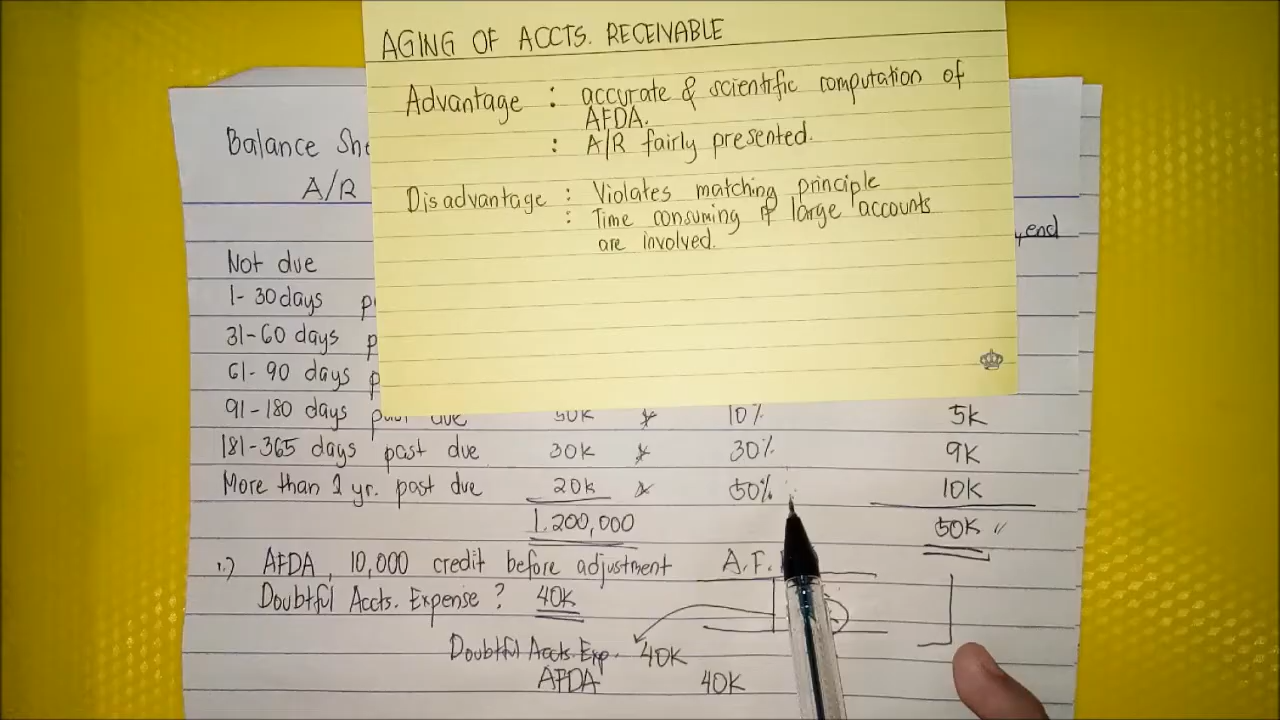 AGING OF ACCTS. RECEIVABLE
Advantage : accurate & scientific computation of
AFDA.
: A/R fairly presented.
Disadvantage : Violates matching principle
: Time consuming if large accounts
are involved.
Balance She
A/R
end
Not due
1-30 days p
31-60 days p
61-90 days p
91-180 days past due 50K x 10% 5K
181-365 days past due 30K x 30% 9K
More than 1 yr. past due 20K x 50% 10K
1,200,000 50K
1.) AFDA, 10,000 credit before adjustment A.F.
Doubtful Accts. Expense? 40K
Doubtful Accts. Exp. 40K
AFDA 40K